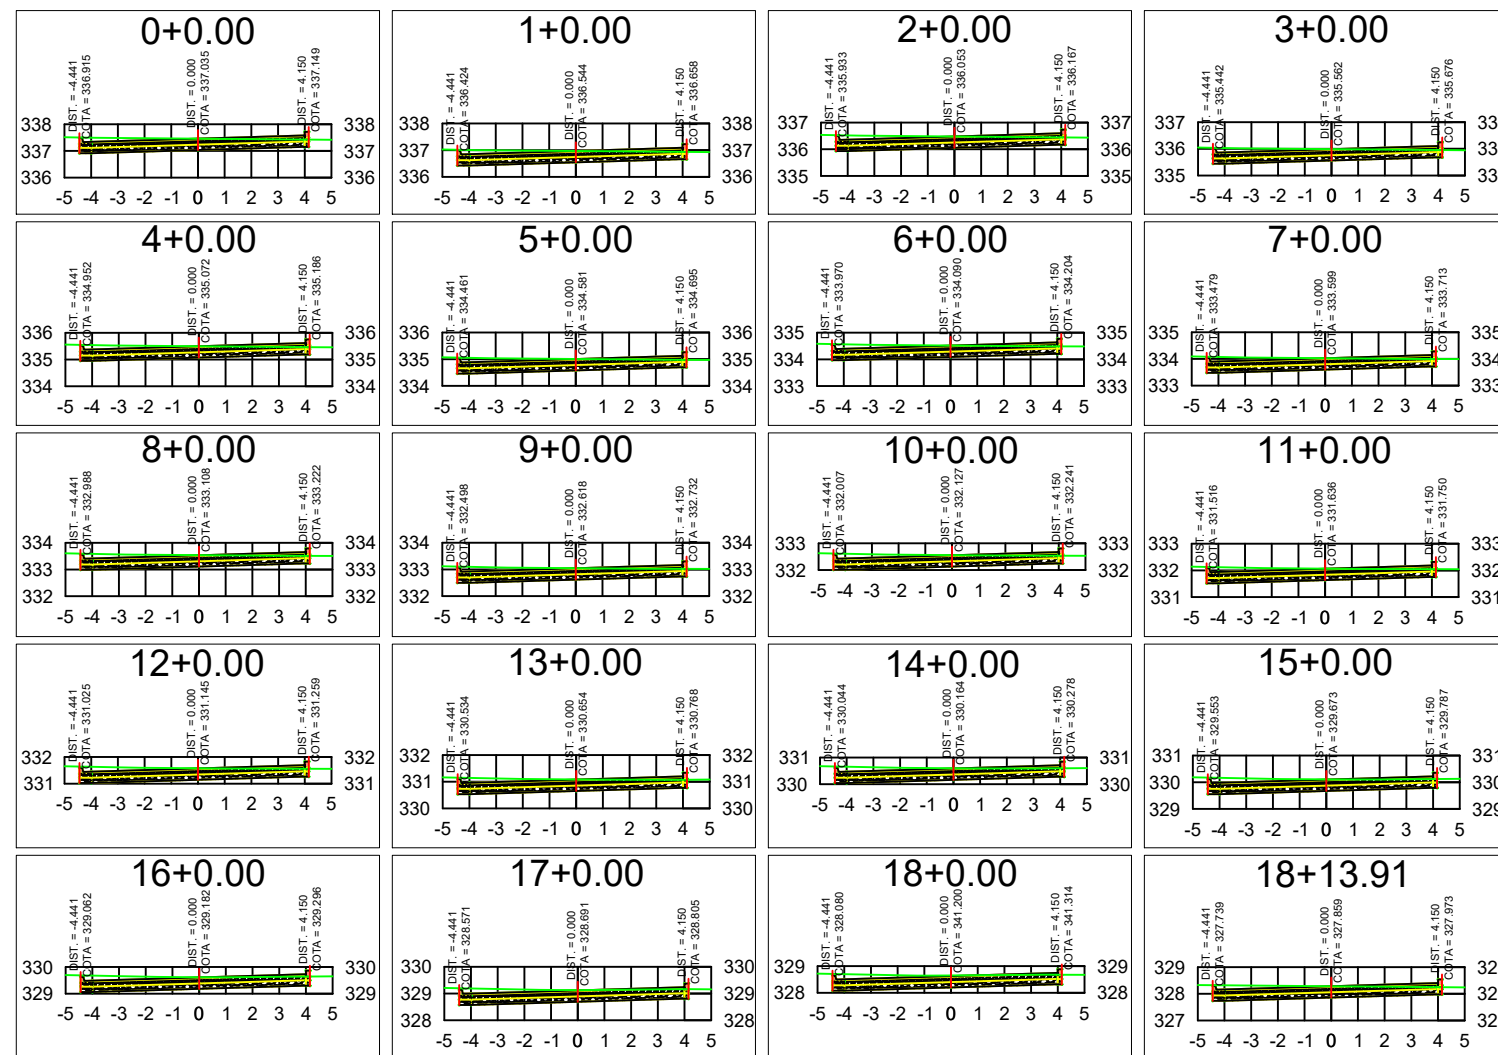 0+0.00
DIST. = -4.441
COTA = 336.915
DIST. = 0.000
COTA = 337.035
DIST. = 4.150
COTA = 337.149
338 338
337 337
336 336
-5 -4 -3 -2 -1 0 1 2 3 4 5
1+0.00
DIST. = -4.441
COTA = 336.424
DIST. = 0.000
COTA = 336.544
DIST. = 4.150
COTA = 336.658
338 338
337 337
336 336
-5 -4 -3 -2 -1 0 1 2 3 4 5
2+0.00
DIST. = -4.441
COTA = 335.933
DIST. = 0.000
COTA = 336.053
DIST. = 4.150
COTA = 336.167
337 337
336 336
335 335
-5 -4 -3 -2 -1 0 1 2 3 4 5
3+0.00
DIST. = -4.441
COTA = 335.442
DIST. = 0.000
COTA = 335.562
DIST. = 4.150
COTA = 335.676
337 33
336 33
335 33
-5 -4 -3 -2 -1 0 1 2 3 4 5
4+0.00
DIST. = -4.441
COTA = 334.952
DIST. = 0.000
COTA = 335.072
DIST. = 4.150
COTA = 335.186
336 336
335 335
334 334
-5 -4 -3 -2 -1 0 1 2 3 4 5
5+0.00
DIST. = -4.441
COTA = 334.461
DIST. = 0.000
COTA = 334.581
DIST. = 4.150
COTA = 334.695
336 336
335 335
334 334
-5 -4 -3 -2 -1 0 1 2 3 4 5
6+0.00
DIST. = -4.441
COTA = 333.970
DIST. = 0.000
COTA = 334.090
DIST. = 4.150
COTA = 334.204
335 335
334 334
333 333
-5 -4 -3 -2 -1 0 1 2 3 4 5
7+0.00
DIST. = -4.441
COTA = 333.479
DIST. = 0.000
COTA = 333.599
DIST. = 4.150
COTA = 333.713
335 335
334 334
333 333
-5 -4 -3 -2 -1 0 1 2 3 4 5
8+0.00
DIST. = -4.441
COTA = 332.988
DIST. = 0.000
COTA = 333.108
DIST. = 4.150
COTA = 333.222
334 334
333 333
332 332
-5 -4 -3 -2 -1 0 1 2 3 4 5
9+0.00
DIST. = -4.441
COTA = 332.498
DIST. = 0.000
COTA = 332.618
DIST. = 4.150
COTA = 332.732
334 334
333 333
332 332
-5 -4 -3 -2 -1 0 1 2 3 4 5
10+0.00
DIST. = -4.441
COTA = 332.007
DIST. = 0.000
COTA = 332.127
DIST. = 4.150
COTA = 332.241
333 333
332 332
-5 -4 -3 -2 -1 0 1 2 3 4 5
11+0.00
DIST. = -4.441
COTA = 331.516
DIST. = 0.000
COTA = 331.636
DIST. = 4.150
COTA = 331.750
333 333
332 332
331 331
-5 -4 -3 -2 -1 0 1 2 3 4 5
12+0.00
DIST. = -4.441
COTA = 331.025
DIST. = 0.000
COTA = 331.145
DIST. = 4.150
COTA = 331.259
332 332
331 331
-5 -4 -3 -2 -1 0 1 2 3 4 5
13+0.00
DIST. = -4.441
COTA = 330.534
DIST. = 0.000
COTA = 330.654
DIST. = 4.150
COTA = 330.768
332 332
331 331
330 330
-5 -4 -3 -2 -1 0 1 2 3 4 5
14+0.00
DIST. = -4.441
COTA = 330.044
DIST. = 0.000
COTA = 330.164
DIST. = 4.150
COTA = 330.278
331 331
330 330
-5 -4 -3 -2 -1 0 1 2 3 4 5
15+0.00
DIST. = -4.441
COTA = 329.553
DIST. = 0.000
COTA = 329.673
DIST. = 4.150
COTA = 329.787
331 331
330 330
329 329
-5 -4 -3 -2 -1 0 1 2 3 4 5
16+0.00
DIST. = -4.441
COTA = 329.062
DIST. = 0.000
COTA = 329.182
DIST. = 4.150
COTA = 329.296
330 330
329 329
-5 -4 -3 -2 -1 0 1 2 3 4 5
17+0.00
DIST. = -4.441
COTA = 328.571
DIST. = 0.000
COTA = 328.691
DIST. = 4.150
COTA = 328.805
330 330
329 329
328 328
-5 -4 -3 -2 -1 0 1 2 3 4 5
18+0.00
DIST. = -4.441
COTA = 328.080
DIST. = 0.000
COTA = 341.200
DIST. = 4.150
COTA = 341.314
329 329
328 328
-5 -4 -3 -2 -1 0 1 2 3 4 5
18+13.91
DIST. = -4.441
COTA = 327.739
DIST. = 0.000
COTA = 327.859
DIST. = 4.150
COTA = 327.973
329 32
328 32
327 32
-5 -4 -3 -2 -1 0 1 2 3 4 5